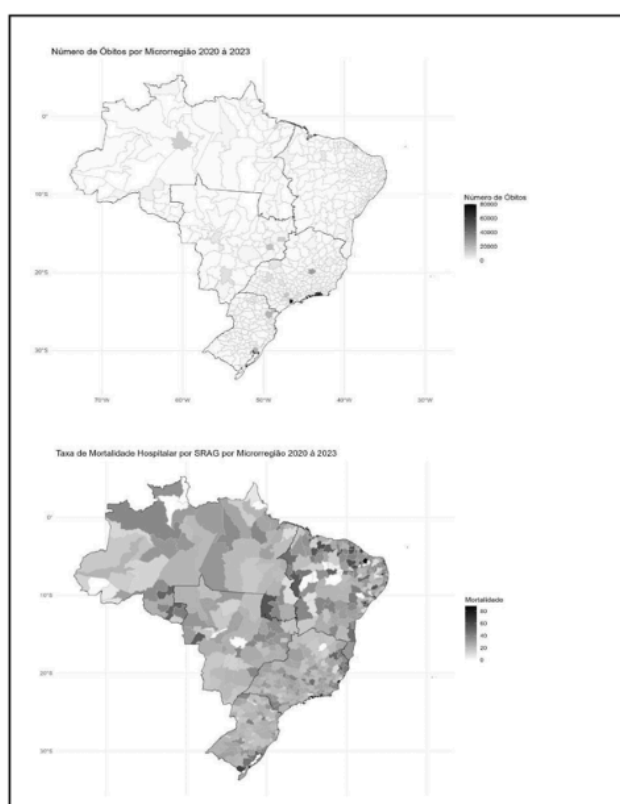 Número de Óbitos por Microrregião 2020 à 2023
0°
10°S
20°S
30°S
70°W
60°W
50°W
40°W
30°W
20°W
Número de Óbitos
80000
60000
40000
20000
0
Taxa de Mortalidade Hospitalar por SRAG por Microrregião 2020 à 2023
0°
10°S
20°S
30°S
Mortalidade
80
60
40
20
0